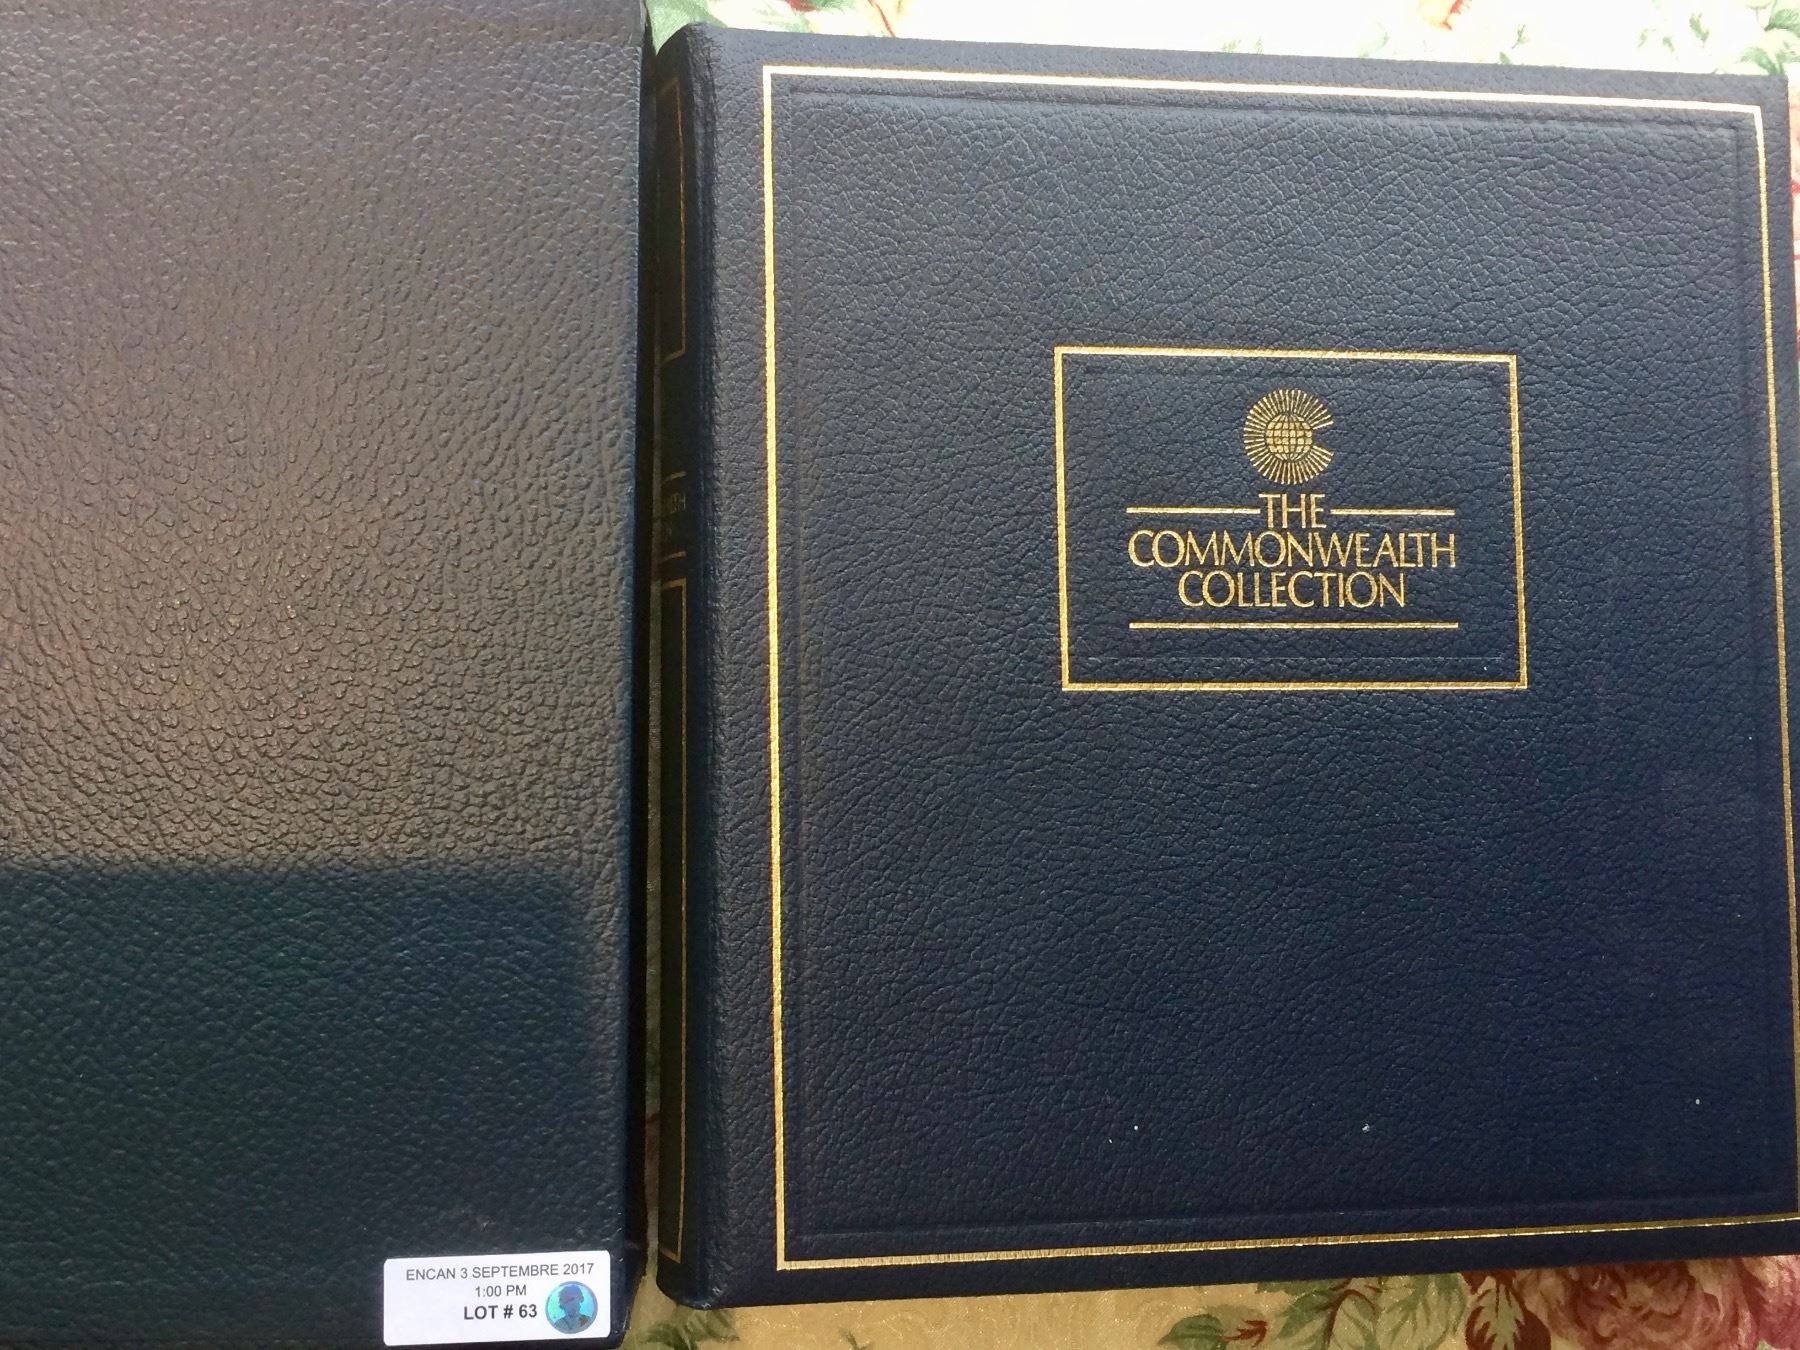 THE
COMMONWEALTH
COLLECTION
ENCAN 3 SEPTEMBRE 2017
1:00 PM
LOT # 63